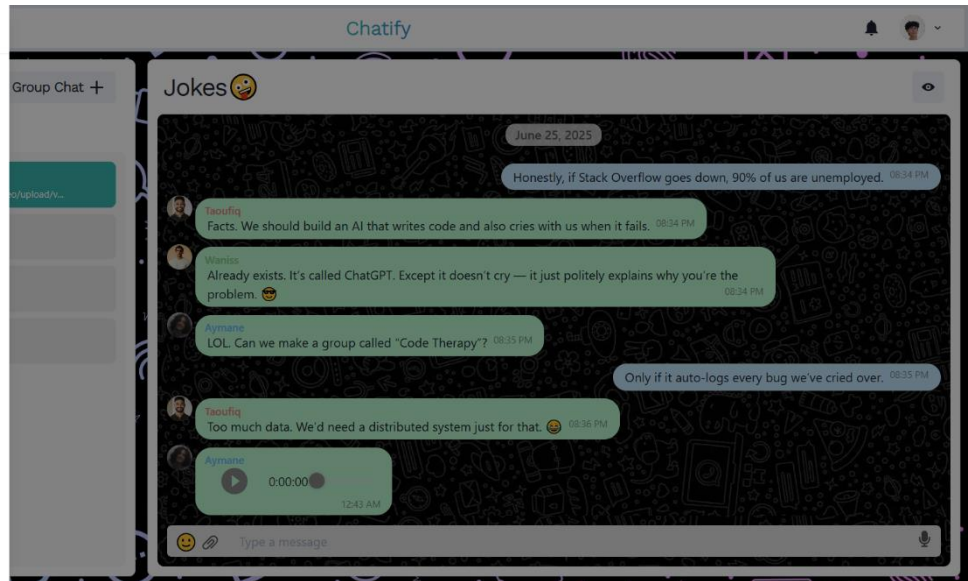 Chatify
Group Chat +
Jokes🤪
eo/upload/v...
June 25, 2025
Honestly, if Stack Overflow goes down, 90% of us are unemployed. 08:34 PM
Taoufiq
Facts. We should build an AI that writes code and also cries with us when it fails. 08:34 PM
Waniss
Already exists. It's called ChatGPT. Except it doesn't cry — it just politely explains why you're the
problem. 😎 08:34 PM
Aymane
LOL. Can we make a group called "Code Therapy"? 08:35 PM
Only if it auto-logs every bug we've cried over. 08:35 PM
Taoufiq
Too much data. We'd need a distributed system just for that. 😂 08:36 PM
Aymane
0:00:00
12:43 AM
Type a message